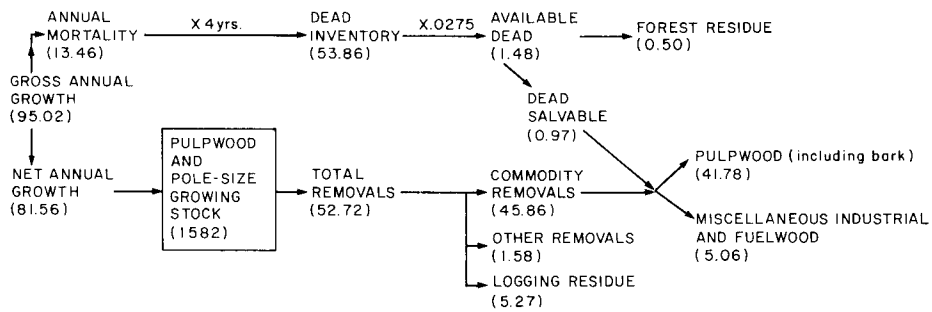 ANNUAL
MORTALITY
(13.46)
X 4 yrs.
DEAD
INVENTORY
(53.86)
X.0275
AVAILABLE
DEAD
(1.48)
FOREST RESIDUE
(0.50)
GROSS ANNUAL
GROWTH
(95.02)
DEAD
SALVABLE
(0.97)
NET ANNUAL
GROWTH
(81.56)
PULPWOOD
AND
POLE-SIZE
GROWING
STOCK
(1582)
TOTAL
REMOVALS
(52.72)
COMMODITY
REMOVALS
(45.86)
PULPWOOD (including bark)
(41.78)
MISCELLANEOUS INDUSTRIAL
AND FUELWOOD
(5.06)
OTHER REMOVALS
(1.58)
LOGGING RESIDUE
(5.27)